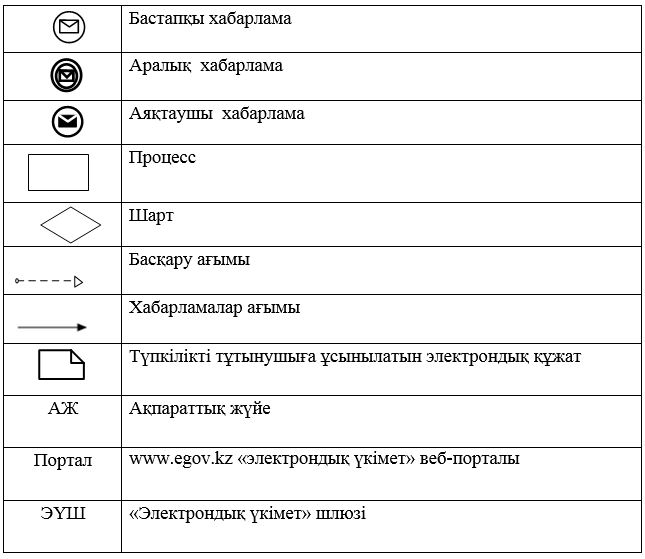 Бастапқы хабарлама
Аралық хабарлама
Аяқтаушы хабарлама
Процесс
Шарт
Басқару ағымы
Хабарламалар ағымы
Түпкілікті тұтынушыға ұсынылатын электрондық құжат
АЖ Ақпараттық жүйе
Портал www.egov.kz «электрондық үкімет» веб-порталы
ЭҮШ «Электрондық үкімет» шлюзі